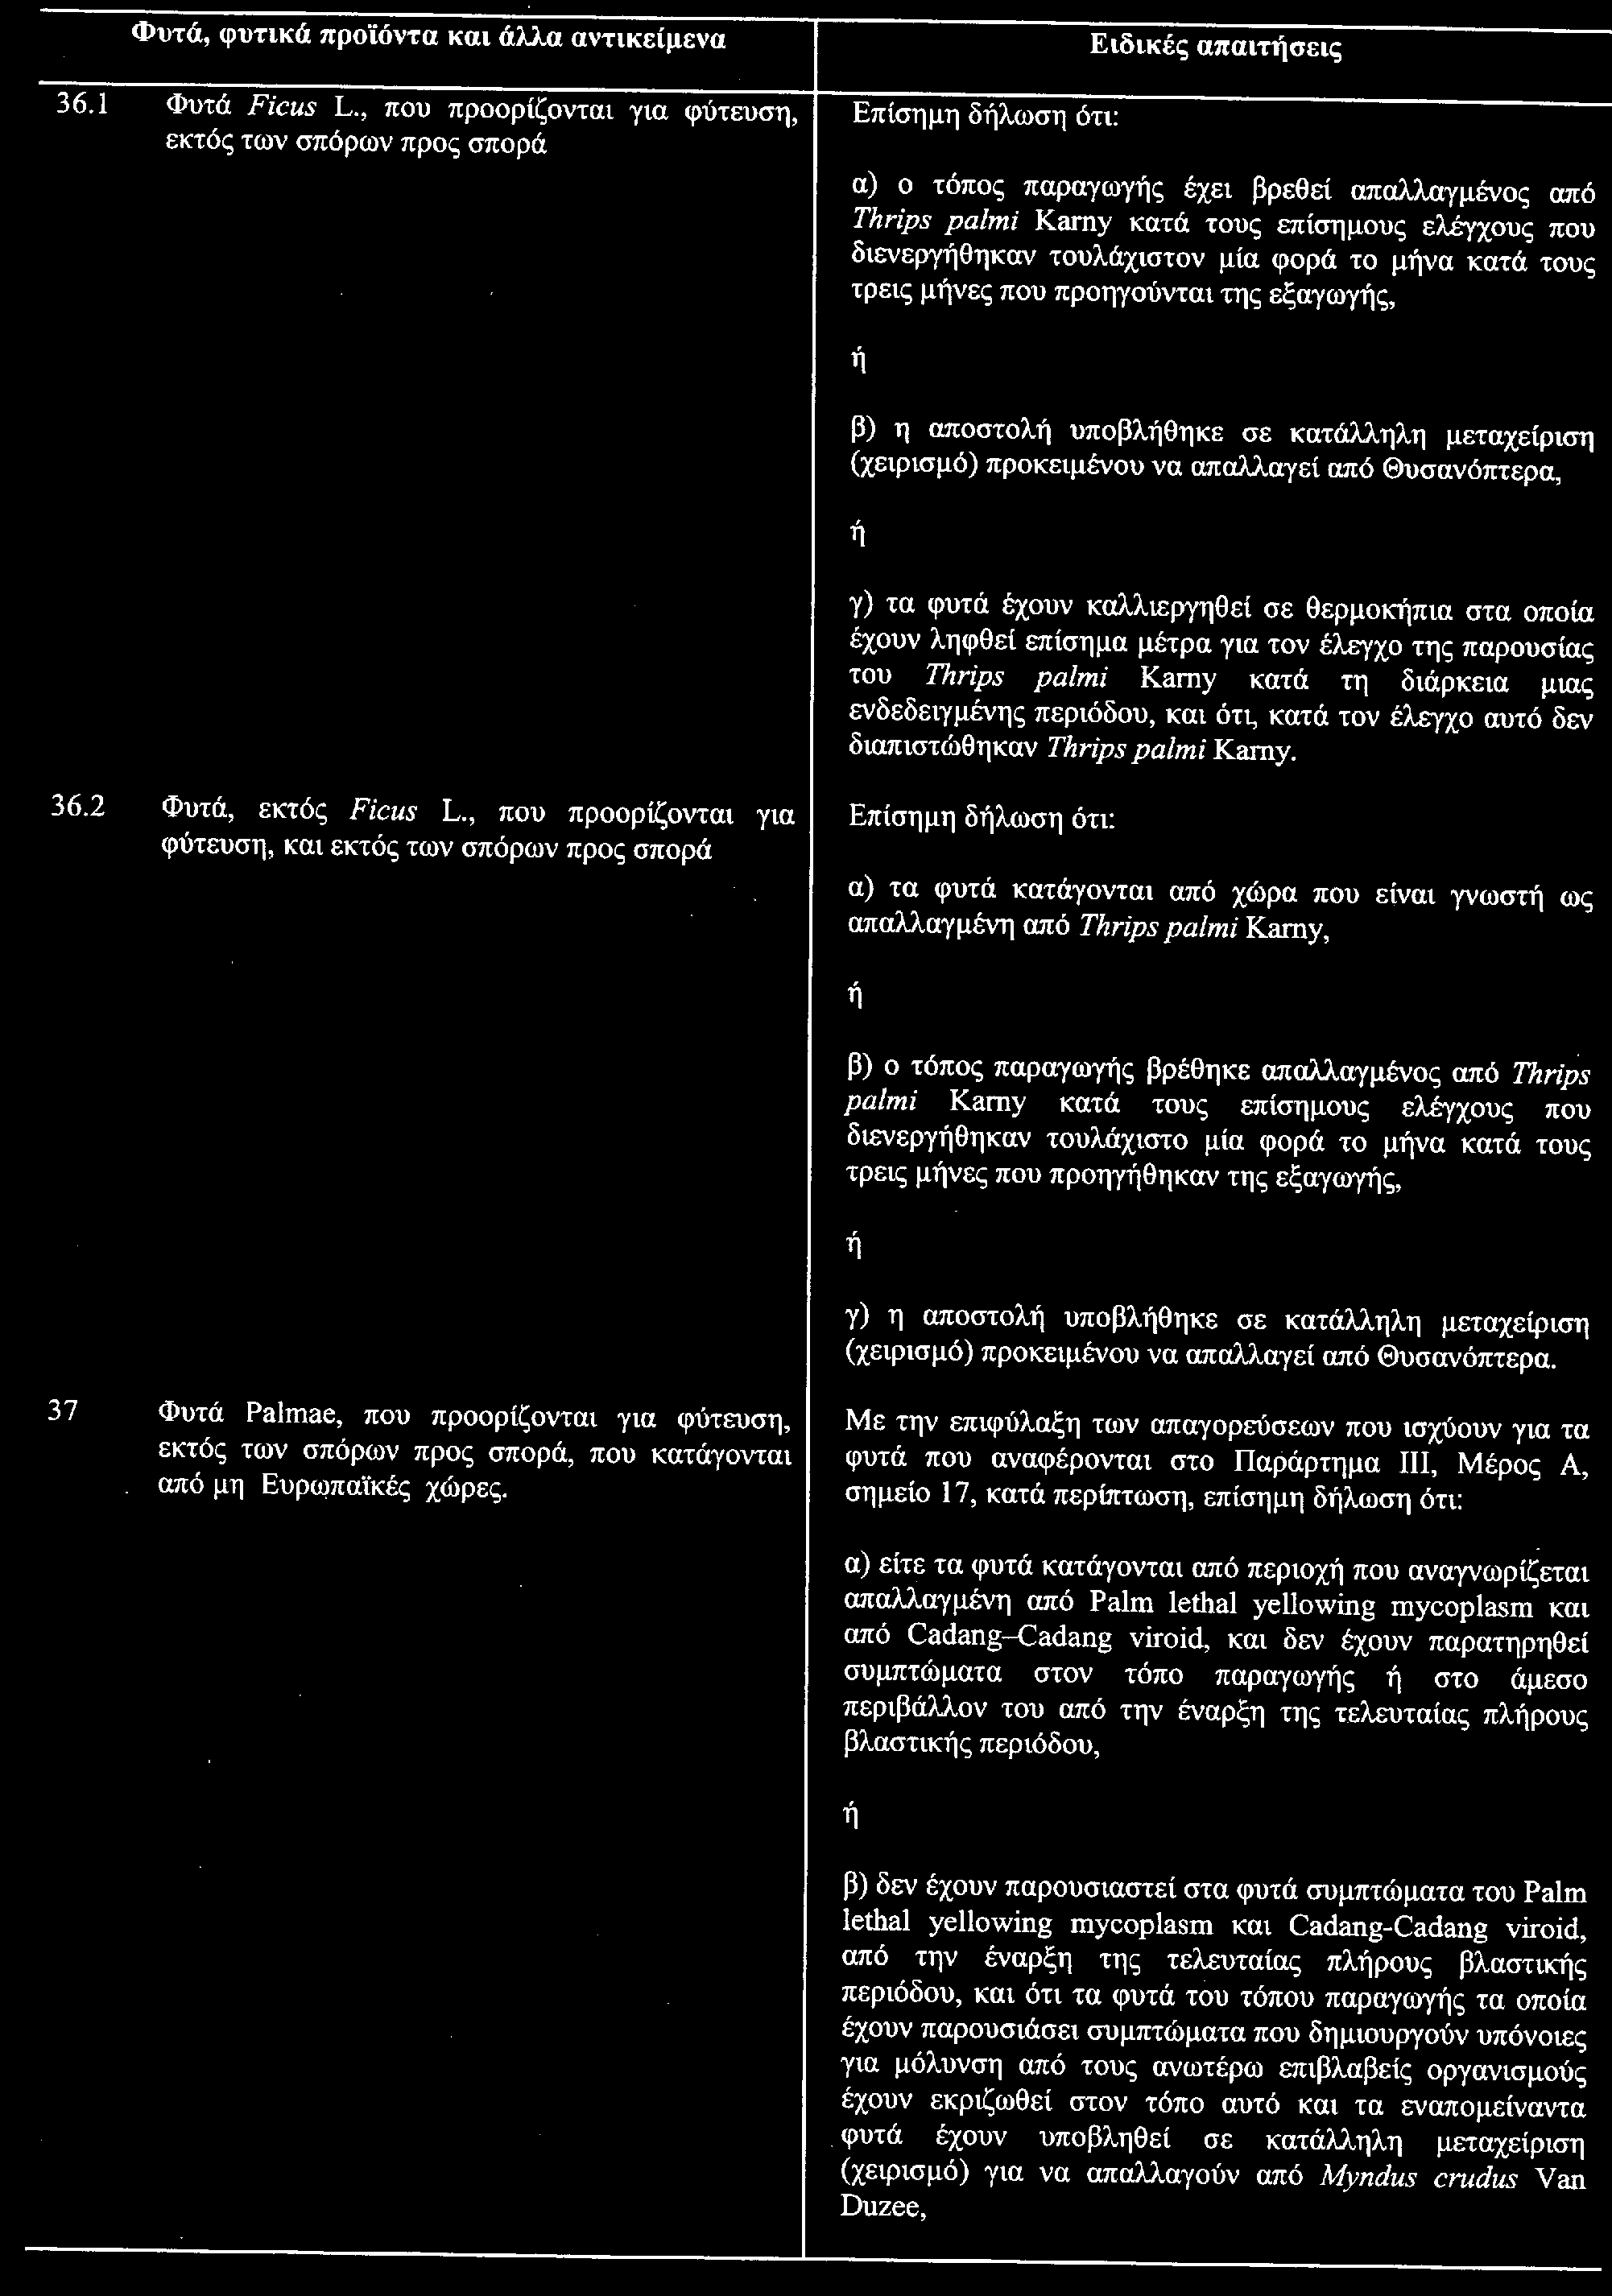 Φυτά, φυτικά προϊόντα και άλλα αντικείμενα
Ειδικές απαιτήσεις
36.1 Φυτά Ficus L., που προορίζονται για φύτευση,
εκτός των σπόρων προς σπορά
Επίσημη δήλωση ότι:
α) ο τόπος παραγωγής έχει βρεθεί απαλλαγμένος από
Thrips palmi Karny κατά τους επίσημους ελέγχους που
διενεργήθηκαν τουλάχιστον μία φορά το μήνα κατά τους
τρεις μήνες που προηγούνται της εξαγωγής,
ή
β) η αποστολή υποβλήθηκε σε κατάλληλη μεταχείριση
(χειρισμό) προκειμένου να απαλλαγεί από Θυσανόπτερα,
ή
γ) τα φυτά έχουν καλλιεργηθεί σε θερμοκήπια στα οποία
έχουν ληφθεί επίσημα μέτρα για τον έλεγχο της παρουσίας
του Thrips palmi Karny κατά τη διάρκεια μιας
ενδεδειγμένης περιόδου, και ότι, κατά τον έλεγχο αυτό δεν
διαπιστώθηκαν Thrips palmi Karny.
36.2 Φυτά, εκτός Ficus L., που προορίζονται για
φύτευση, και εκτός των σπόρων προς σπορά
Επίσημη δήλωση ότι:
α) τα φυτά κατάγονται από χώρα που είναι γνωστή ως
απαλλαγμένη από Thrips palmi Karny,
ή
β) ο τόπος παραγωγής βρέθηκε απαλλαγμένος από Thrips
palmi Karny κατά τους επίσημους ελέγχους που
διενεργήθηκαν τουλάχιστο μία φορά το μήνα κατά τους
τρεις μήνες που προηγήθηκαν της εξαγωγής,
ή
γ) η αποστολή υποβλήθηκε σε κατάλληλη μεταχείριση
(χειρισμό) προκειμένου να απαλλαγεί από Θυσανόπτερα.
37 Φυτά Palmae, που προορίζονται για φύτευση,
εκτός των σπόρων προς σπορά, που κατάγονται
από μη Ευρωπαϊκές χώρες.
Με την επιφύλαξη των απαγορεύσεων που ισχύουν για τα
φυτά που αναφέρονται στο Παράρτημα ΙΙΙ, Μέρος Α,
σημείο 17, κατά περίπτωση, επίσημη δήλωση ότι:
α) είτε τα φυτά κατάγονται από περιοχή που αναγνωρίζεται
απαλλαγμένη από Palm lethal yellowing mycoplasm και
από Cadang–Cadang viroid, και δεν έχουν παρατηρηθεί
συμπτώματα στον τόπο παραγωγής ή στο άμεσο
περιβάλλον του από την έναρξη της τελευταίας πλήρους
βλαστικής περιόδου,
ή
β) δεν έχουν παρουσιαστεί στα φυτά συμπτώματα του Palm
lethal yellowing mycoplasm και Cadang-Cadang viroid,
από την έναρξη της τελευταίας πλήρους βλαστικής
περιόδου, και ότι τα φυτά του τόπου παραγωγής τα οποία
έχουν παρουσιάσει συμπτώματα που δημιουργούν υπόνοιες
για μόλυνση από τους ανωτέρω επιβλαβείς οργανισμούς
έχουν εκριζωθεί στον τόπο αυτό και τα εναπομείναντα
φυτά έχουν υποβληθεί σε κατάλληλη μεταχείριση
(χειρισμό) για να απαλλαγούν από Myndus crudus Van
Duzee,